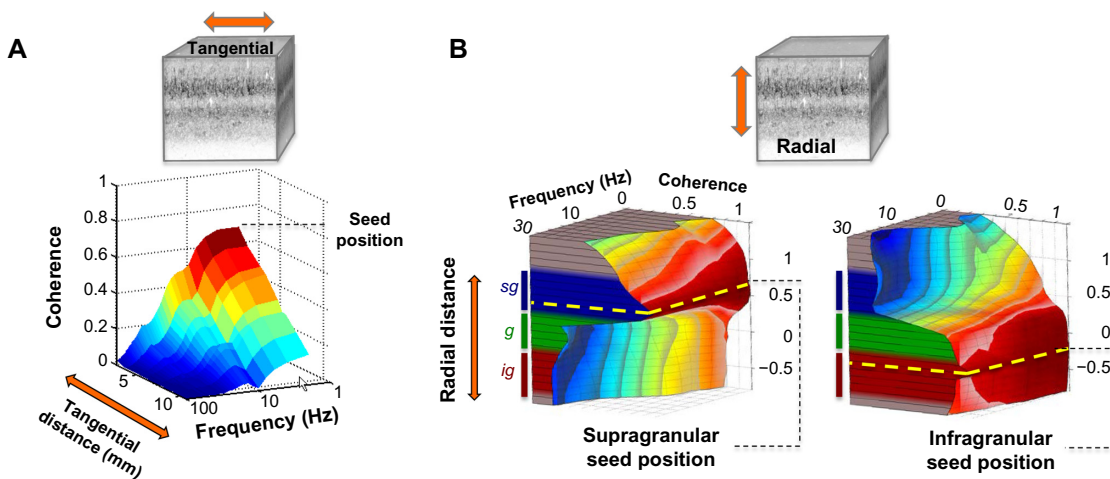 A
Tangential
1
0.8
0.6
0.4
0.2
0
Coherence
Seed
position
5
10
Tangential
distance (mm)
100
10
1
Frequency (Hz)
B
Radial
Frequency (Hz)
Coherence
30
10
0
0.5
1
Radial distance
sg
g
ig
1
0.5
0
−0.5
Supragranular
seed position
30
10
0
0.5
1
1
0.5
0
−0.5
Infragranular
seed position